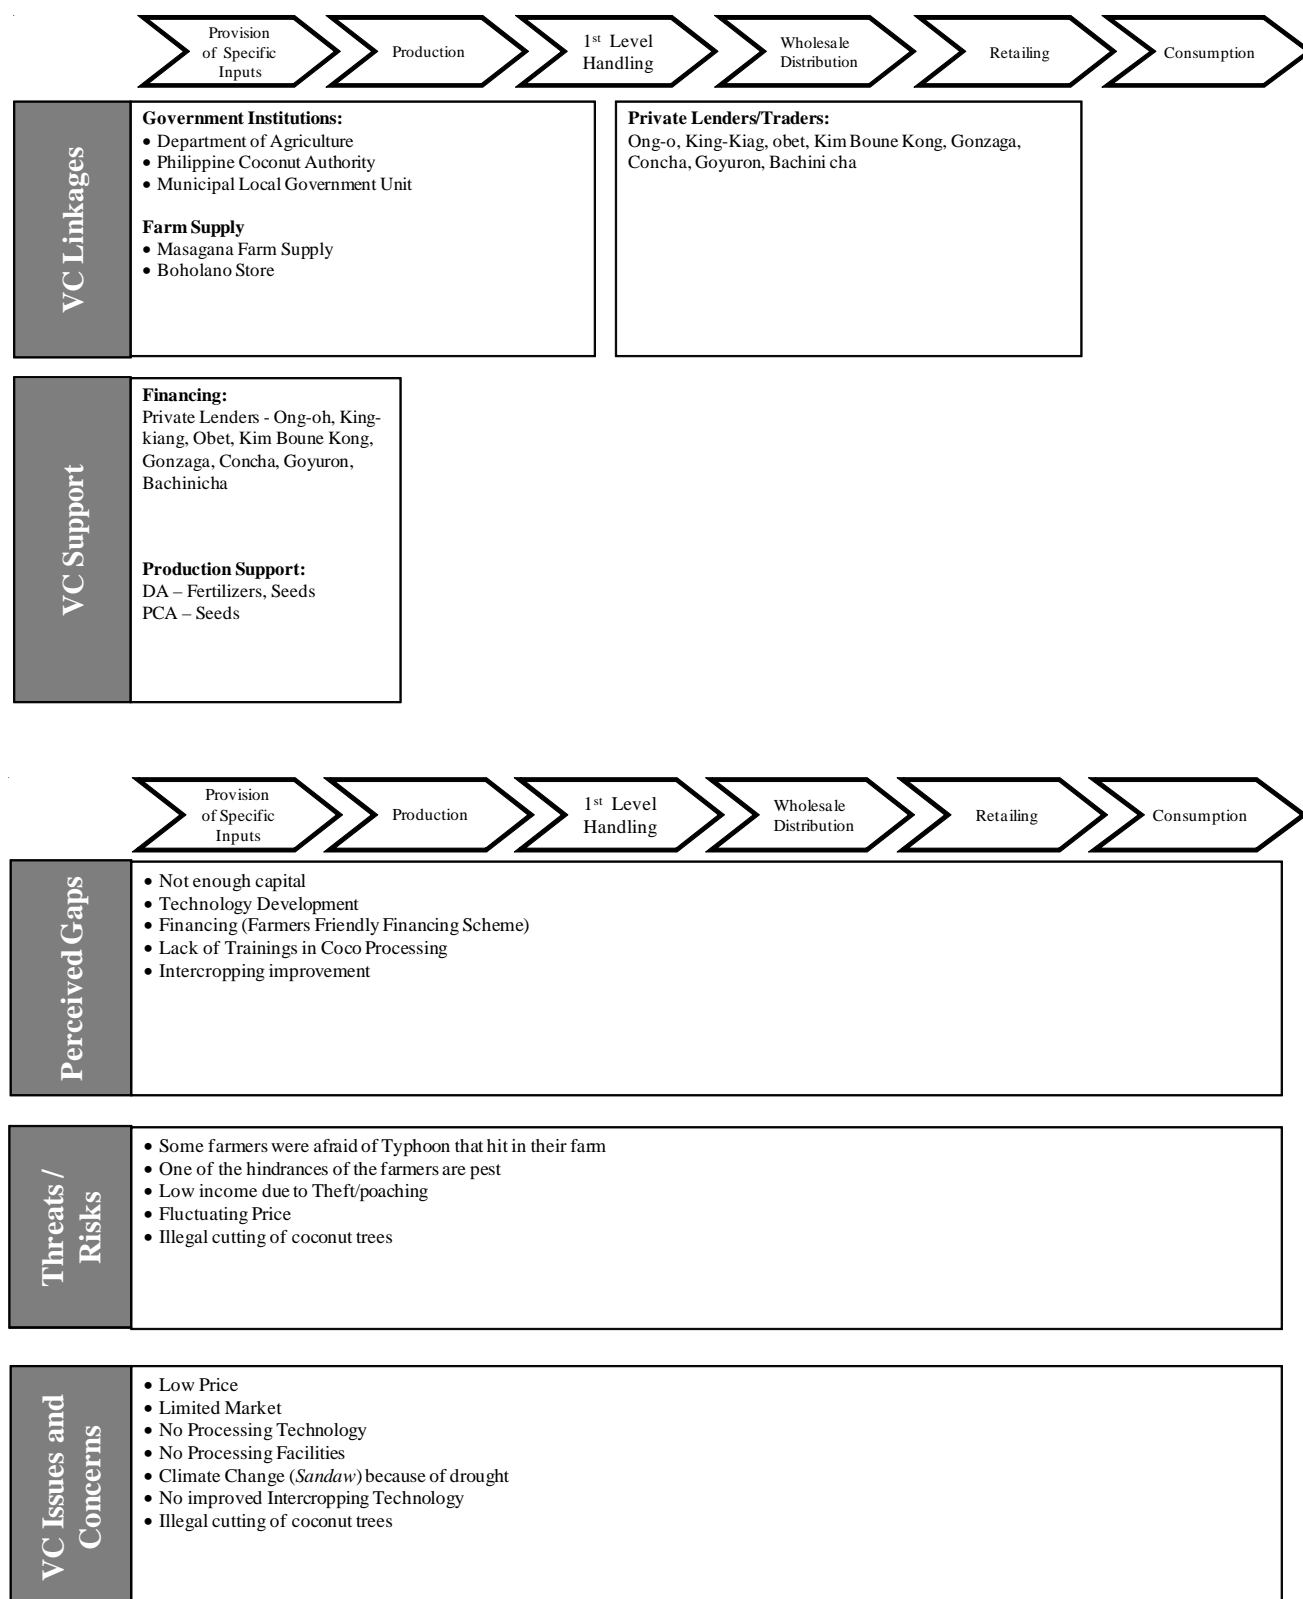 Provision
of Specific
Inputs
Production
1st Level
Handling
Wholesale
Distribution
Retailing
Consumption
VC Linkages
Government Institutions:
• Department of Agriculture
• Philippine Coconut Authority
• Municipal Local Government Unit
Farm Supply
• Masagana Farm Supply
• Boholano Store
Private Lenders/Traders:
Ong-o, King-Kiag, obet, Kim Boune Kong, Gonzaga,
Concha, Goyuron, Bachini cha
VC Support
Financing:
Private Lenders - Ong-oh, King-
kiang, Obet, Kim Boune Kong,
Gonzaga, Concha, Goyuron,
Bachinicha
Production Support:
DA – Fertilizers, Seeds
PCA – Seeds
Provision
of Specific
Inputs
Production
1st Level
Handling
Wholesale
Distribution
Retailing
Consumption
Perceived Gaps
• Not enough capital
• Technology Development
• Financing (Farmers Friendly Financing Scheme)
• Lack of Trainings in Coco Processing
• Intercropping improvement
Threats /
Risks
• Some farmers were afraid of Typhoon that hit in their farm
• One of the hindrances of the farmers are pest
• Low income due to Theft/poaching
• Fluctuating Price
• Illegal cutting of coconut trees
VC Issues and
Concerns
• Low Price
• Limited Market
• No Processing Technology
• No Processing Facilities
• Climate Change (Sandaw) because of drought
• No improved Intercropping Technology
• Illegal cutting of coconut trees